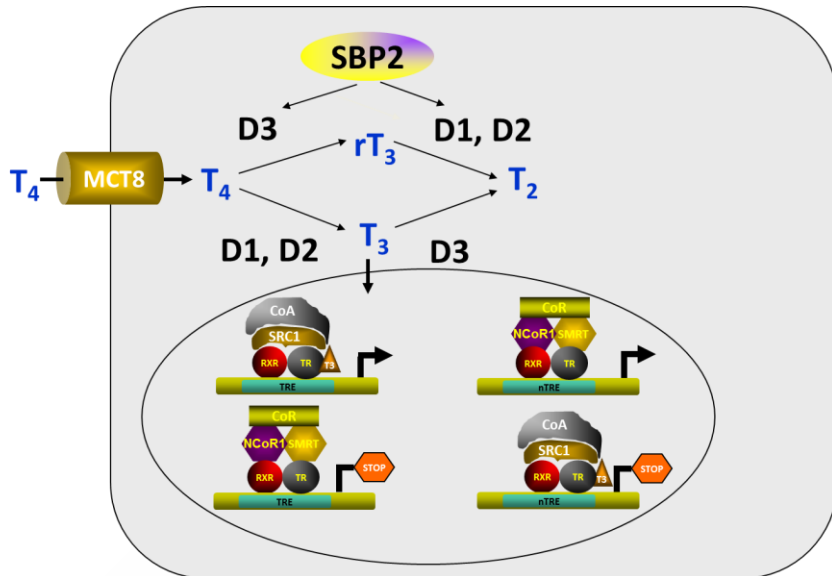 SBP2
D3
D1, D2
rT3
T4
MCT8
T4
T2
T3
D1, D2
D3
CoA
SRC1
RXR
TR
T3
TRE
CoR
NCoR1
SMRT
RXR
TR
nTRE
CoR
NCoR1
SMRT
RXR
TR
STOP
TRE
CoA
SRC1
RXR
TR
T3
STOP
nTRE